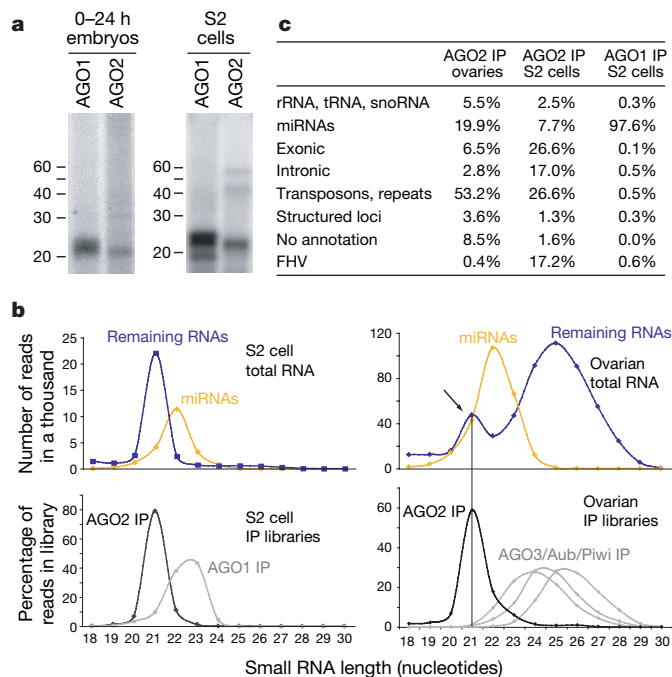 a
0–24 h
embryos
S2
cells
AGO1
AGO2
AGO1
AGO2
60
40
30
20
60
40
30
20
c
AGO2 IP ovaries AGO2 IP S2 cells AGO1 IP S2 cells
rRNA, tRNA, snoRNA 5.5% 2.5% 0.3%
miRNAs 19.9% 7.7% 97.6%
Exonic 6.5% 26.6% 0.1%
Intronic 2.8% 17.0% 0.5%
Transposons, repeats 53.2% 26.6% 0.5%
Structured loci 3.6% 1.3% 0.3%
No annotation 8.5% 1.6% 0.0%
FHV 0.4% 17.2% 0.6%
b
Number of reads
in a thousand
25
20
15
10
5
0
Remaining RNAs
S2 cell
total RNA
miRNAs
120
80
40
0
miRNAs
Remaining RNAs
Ovarian
total RNA
Percentage of
reads in library
80
60
40
20
0
AGO2 IP
S2 cell
IP libraries
AGO1 IP
18 19 20 21 22 23 24 25 26 27 28 29 30
60
40
20
0
AGO2 IP
Ovarian
IP libraries
AGO3/Aub/Piwi IP
18 19 20 21 22 23 24 25 26 27 28 29 30
Small RNA length (nucleotides)